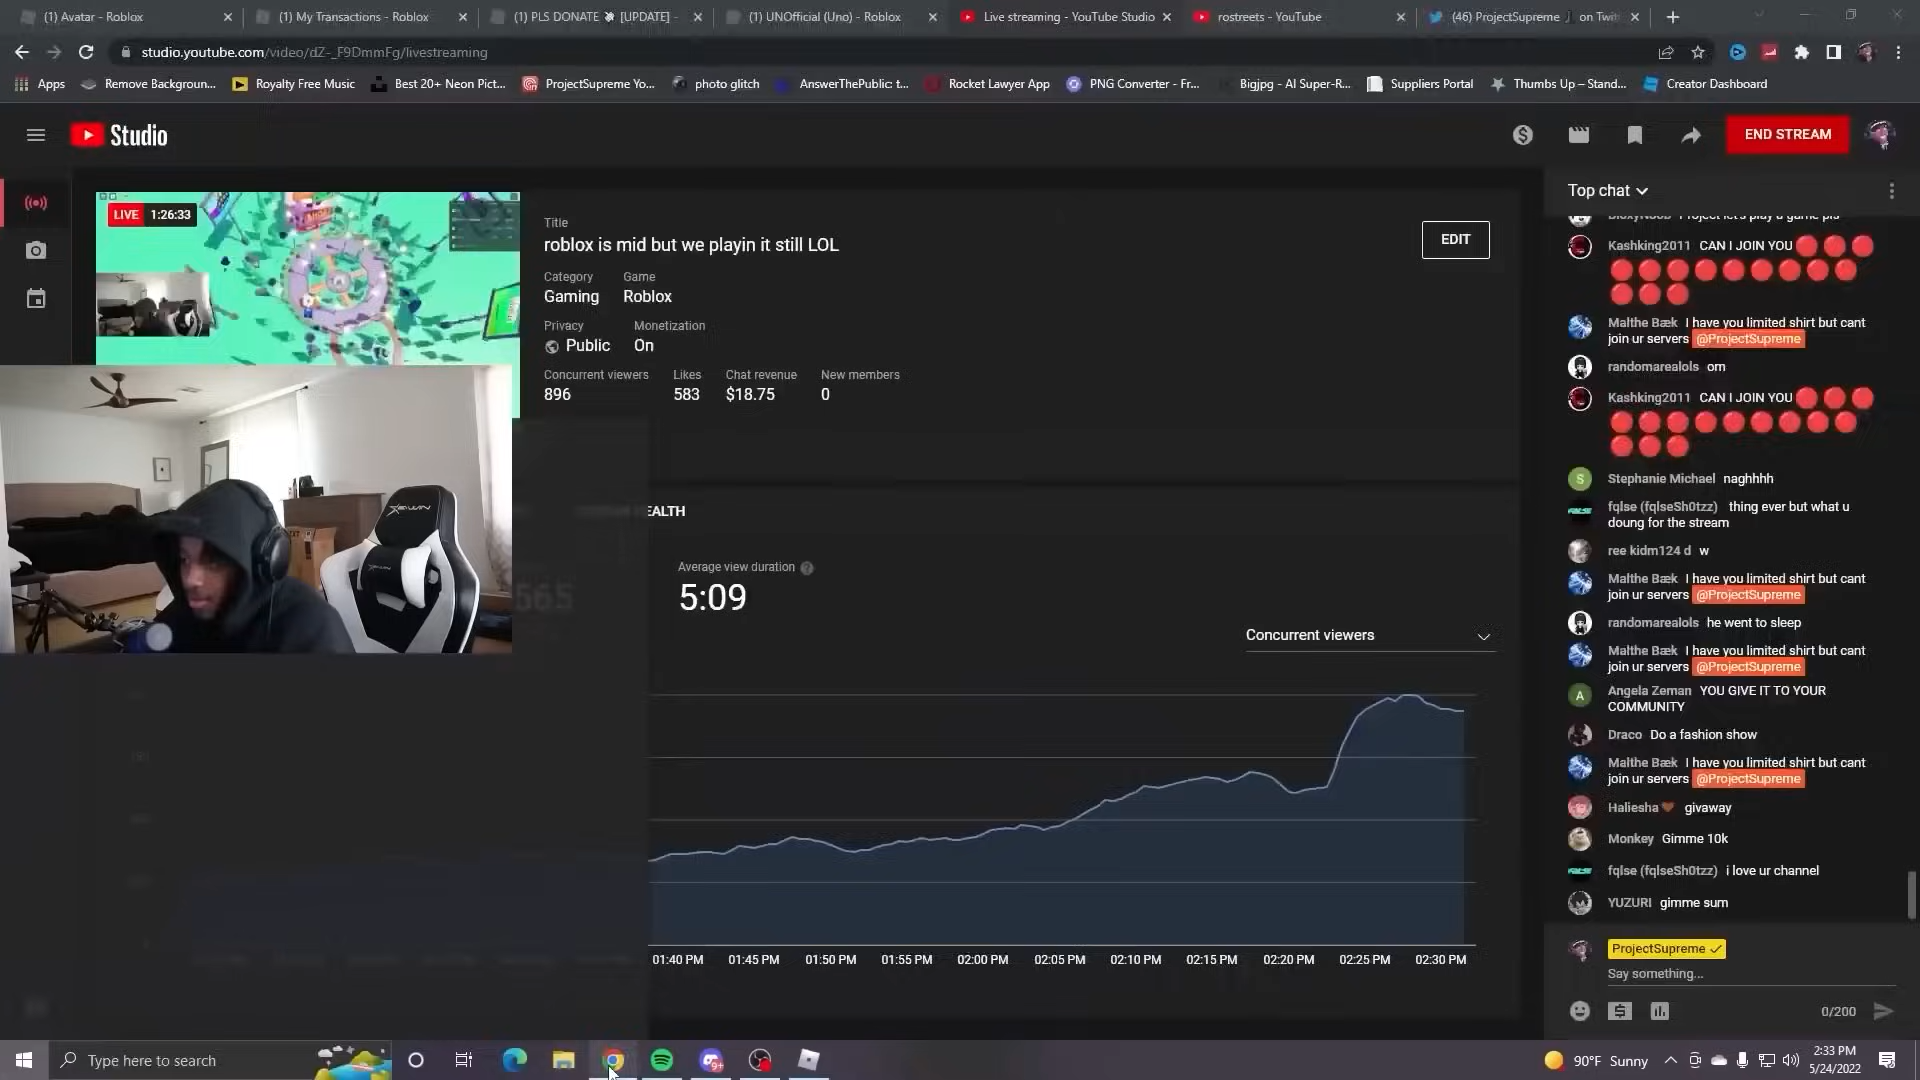 (1) Avatar - Roblox
(1) My Transactions - Roblox
(1) PLS DONATE [UPDATE] -
(1) UNOfficial (Uno) - Roblox
Live streaming - YouTube Studio
rostreets - YouTube
(46) ProjectSupreme on Twit
studio.youtube.com/video/dZ-_F9DmmFg/livestreaming
Apps
Remove Backgroun...
Royalty Free Music
Best 20+ Neon Pict...
ProjectSupreme Yo...
photo glitch
AnswerThePublic: t...
Rocket Lawyer App
PNG Converter - Fr...
Bigjpg - AI Super-R...
Suppliers Portal
Thumbs Up – Stand...
Creator Dashboard
Studio
END STREAM
LIVE 1:26:33
Title
roblox is mid but we playin it still LOL
EDIT
Category Game
Gaming Roblox
Privacy Monetization
Public On
Concurrent viewers Likes Chat revenue New members
896 583 $18.75 0
EALTH
565
Average view duration
5:09
Concurrent viewers
01:40 PM 01:45 PM 01:50 PM 01:55 PM 02:00 PM 02:05 PM 02:10 PM 02:15 PM 02:20 PM 02:25 PM 02:30 PM
Top chat
BloxyNoob Project let's play a game pls
Kashking2011 CAN I JOIN YOU
Malthe Bæk I have you limited shirt but cant
join ur servers @ProjectSupreme
randomarealols om
Kashking2011 CAN I JOIN YOU
Stephanie Michael naghhhh
fqlse (fqlseSh0tzz) thing ever but what u
doung for the stream
ree kidm124 d w
Malthe Bæk I have you limited shirt but cant
join ur servers @ProjectSupreme
randomarealols he went to sleep
Malthe Bæk I have you limited shirt but cant
join ur servers @ProjectSupreme
Angela Zeman YOU GIVE IT TO YOUR
COMMUNITY
Draco Do a fashion show
Malthe Bæk I have you limited shirt but cant
join ur servers @ProjectSupreme
Haliesha givaway
Monkey Gimme 10k
fqlse (fqlseSh0tzz) i love ur channel
YUZURI gimme sum
ProjectSupreme
Say something...
0/200
Type here to search
9+
90°F Sunny
2:33 PM
5/24/2022